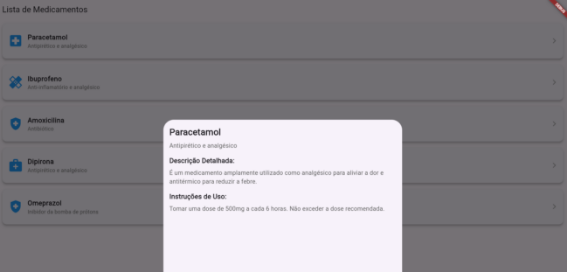 Lista de Medicamentos
Paracetamol
Antipirético e analgésico
Ibuprofeno
Anti-inflamatório e analgésico
Amoxicilina
Antibiótico
Dipirona
Antipirético e analgésico
Omeprazol
Inibidor da bomba de prótons
Paracetamol
Antipirético e analgésico
Descrição Detalhada:
É um medicamento amplamente utilizado como analgésico para aliviar a dor e
antitérmico para reduzir a febre.
Instruções de Uso:
Tomar uma dose de 500mg a cada 6 horas. Não exceder a dose recomendada.